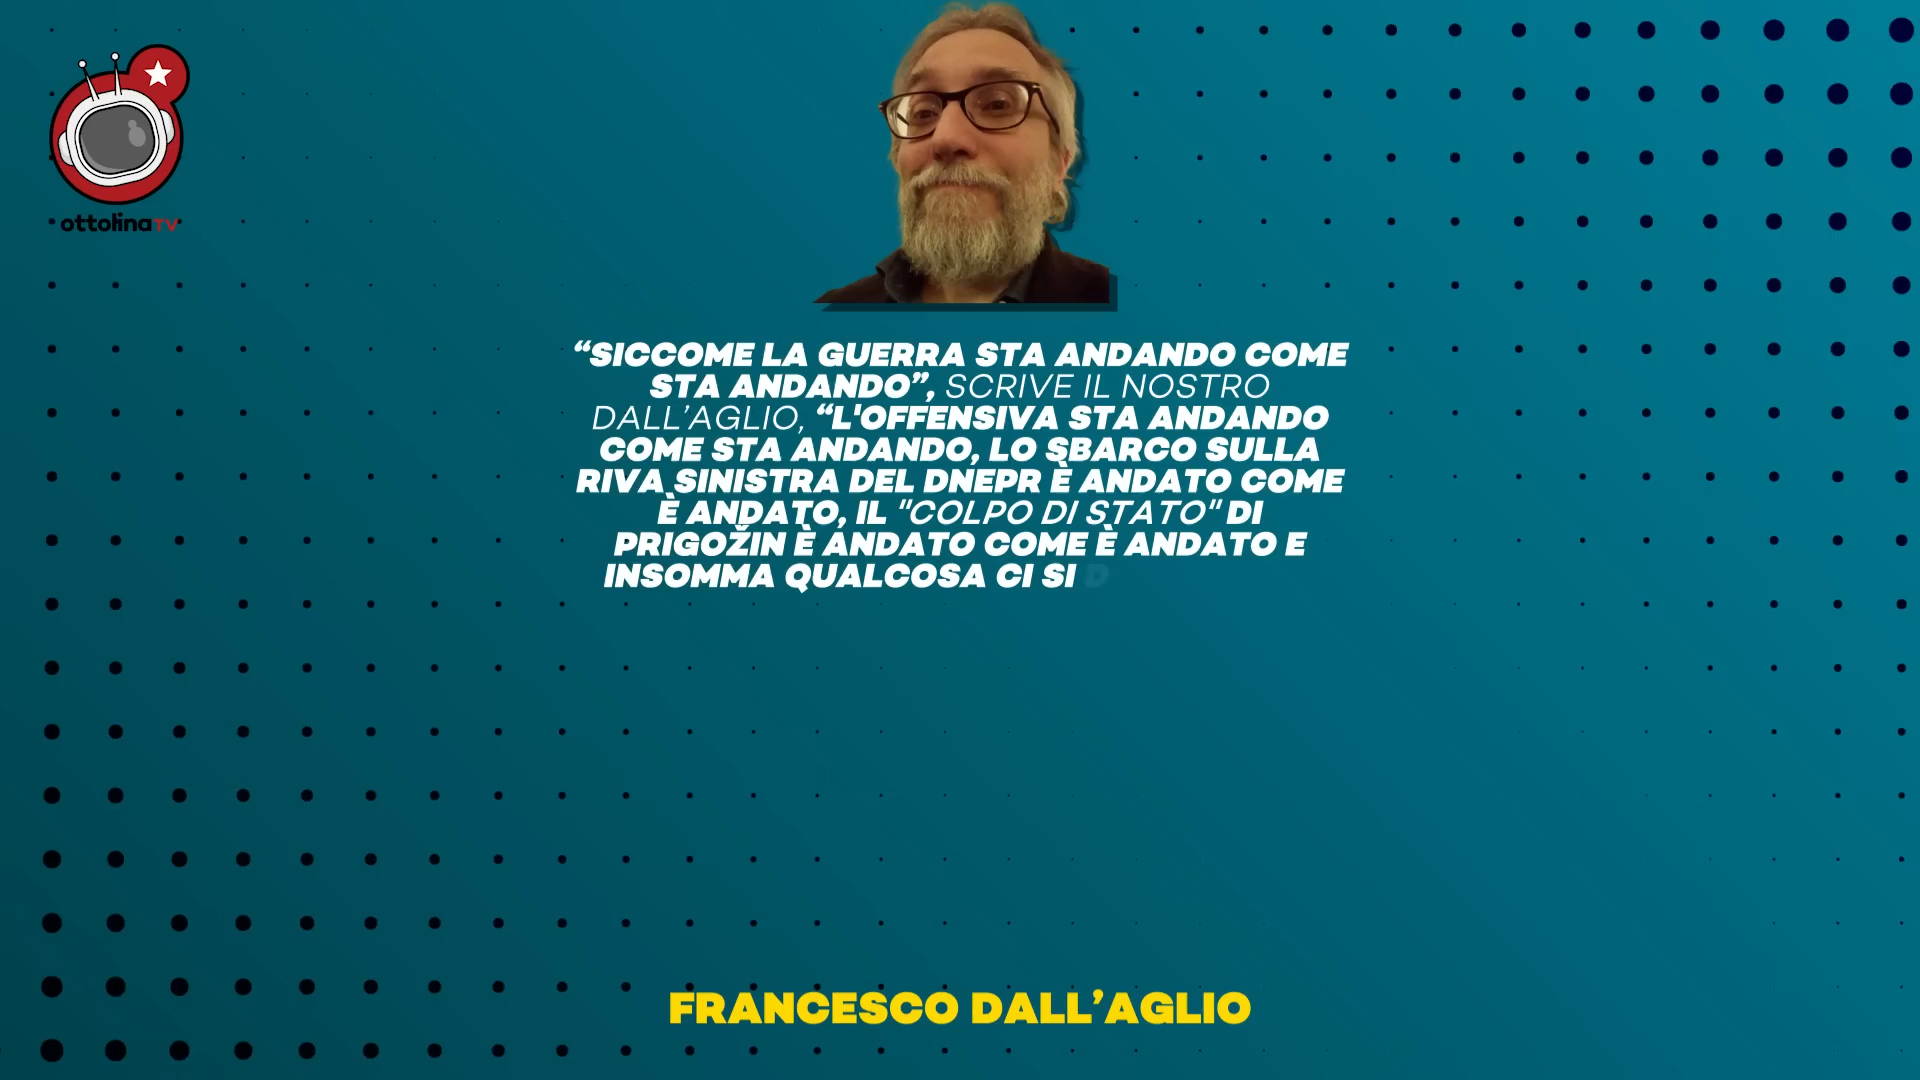 ottolinaTV
“SICCOME LA GUERRA STA ANDANDO COME
STA ANDANDO”, SCRIVE IL NOSTRO
DALL’AGLIO, “L'OFFENSIVA STA ANDANDO
COME STA ANDANDO, LO SBARCO SULLA
RIVA SINISTRA DEL DNEPR È ANDATO COME
È ANDATO, IL "COLPO DI STATO" DI
PRIGOŽIN È ANDATO COME È ANDATO E
INSOMMA QUALCOSA CI SI D
FRANCESCO DALL’AGLIO